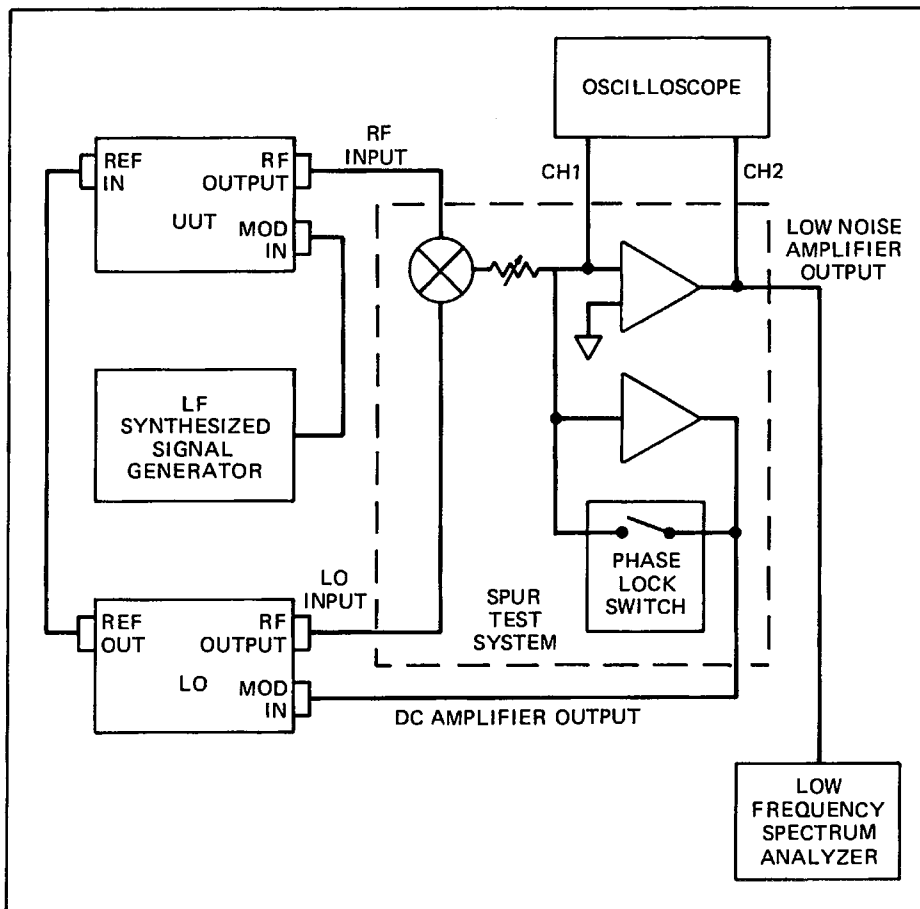 OSCILLOSCOPE
CH1
CH2
RF
INPUT
REF
IN
RF
OUTPUT
UUT
MOD
IN
LOW NOISE
AMPLIFIER
OUTPUT
LF
SYNTHESIZED
SIGNAL
GENERATOR
LO
INPUT
SPUR
TEST
SYSTEM
PHASE
LOCK
SWITCH
REF
OUT
RF
OUTPUT
LO
MOD
IN
DC AMPLIFIER OUTPUT
LOW
FREQUENCY
SPECTRUM
ANALYZER